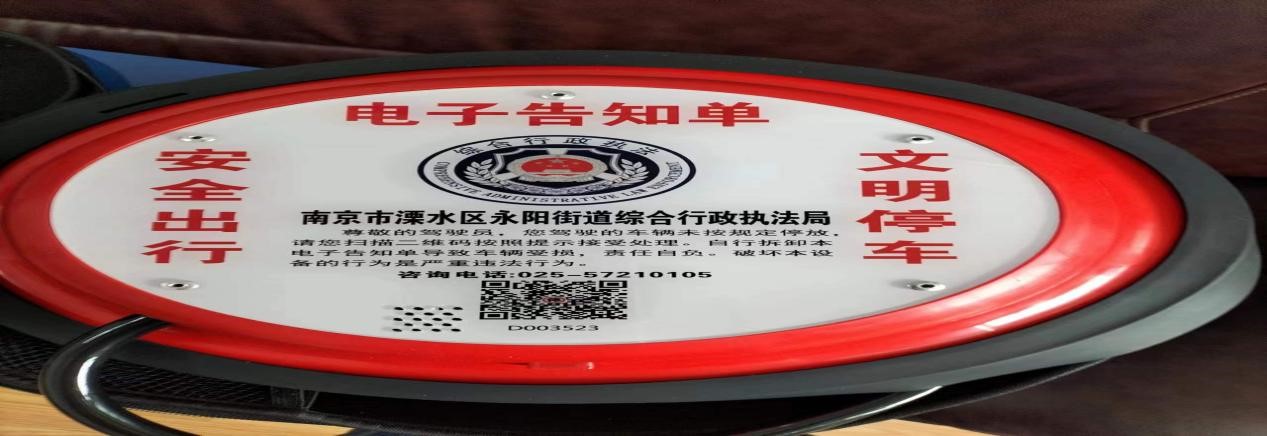 电子告知单
安全出行
文明停车
综合行政执法
COMPREHENSIVE ADMINISTRATIVE LAW ENFORCEMENT
南京市溧水区永阳街道综合行政执法局
尊敬的驾驶员，您驾驶的车辆未按规定停放，
请您扫描二维码按照提示接受处理。自行拆卸本
电子告知单导致车辆受损，责任自负。破坏本设
备的行为是严重违法行为。
咨询电话:025-57210105
D003523